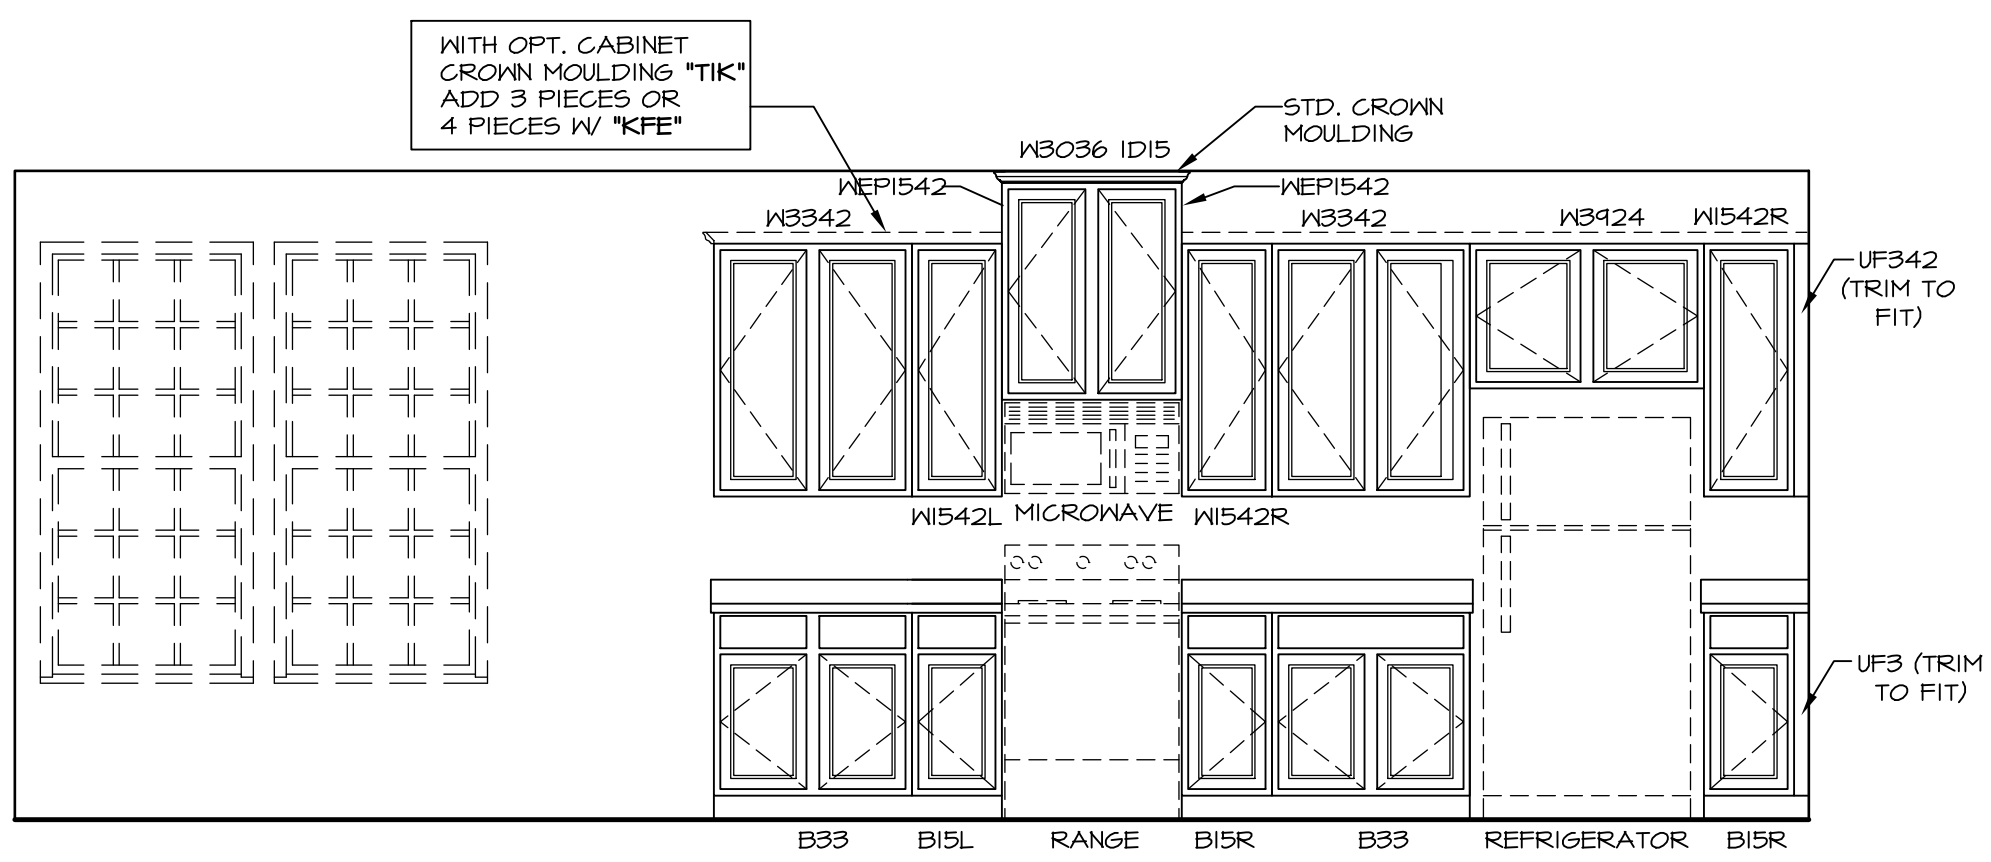 WITH OPT. CABINET
CROWN MOULDING "TIK"
ADD 3 PIECES OR
4 PIECES W/ "KFE"
STD. CROWN
MOULDING
W3036 1D15
WEP1542
WEP1542
W3342
W3342
W3924
W1542R
UF342
(TRIM TO
FIT)
W1542L
MICROWAVE
W1542R
UF3 (TRIM
TO FIT)
B33
B15L
RANGE
B15R
B33
REFRIGERATOR
B15R